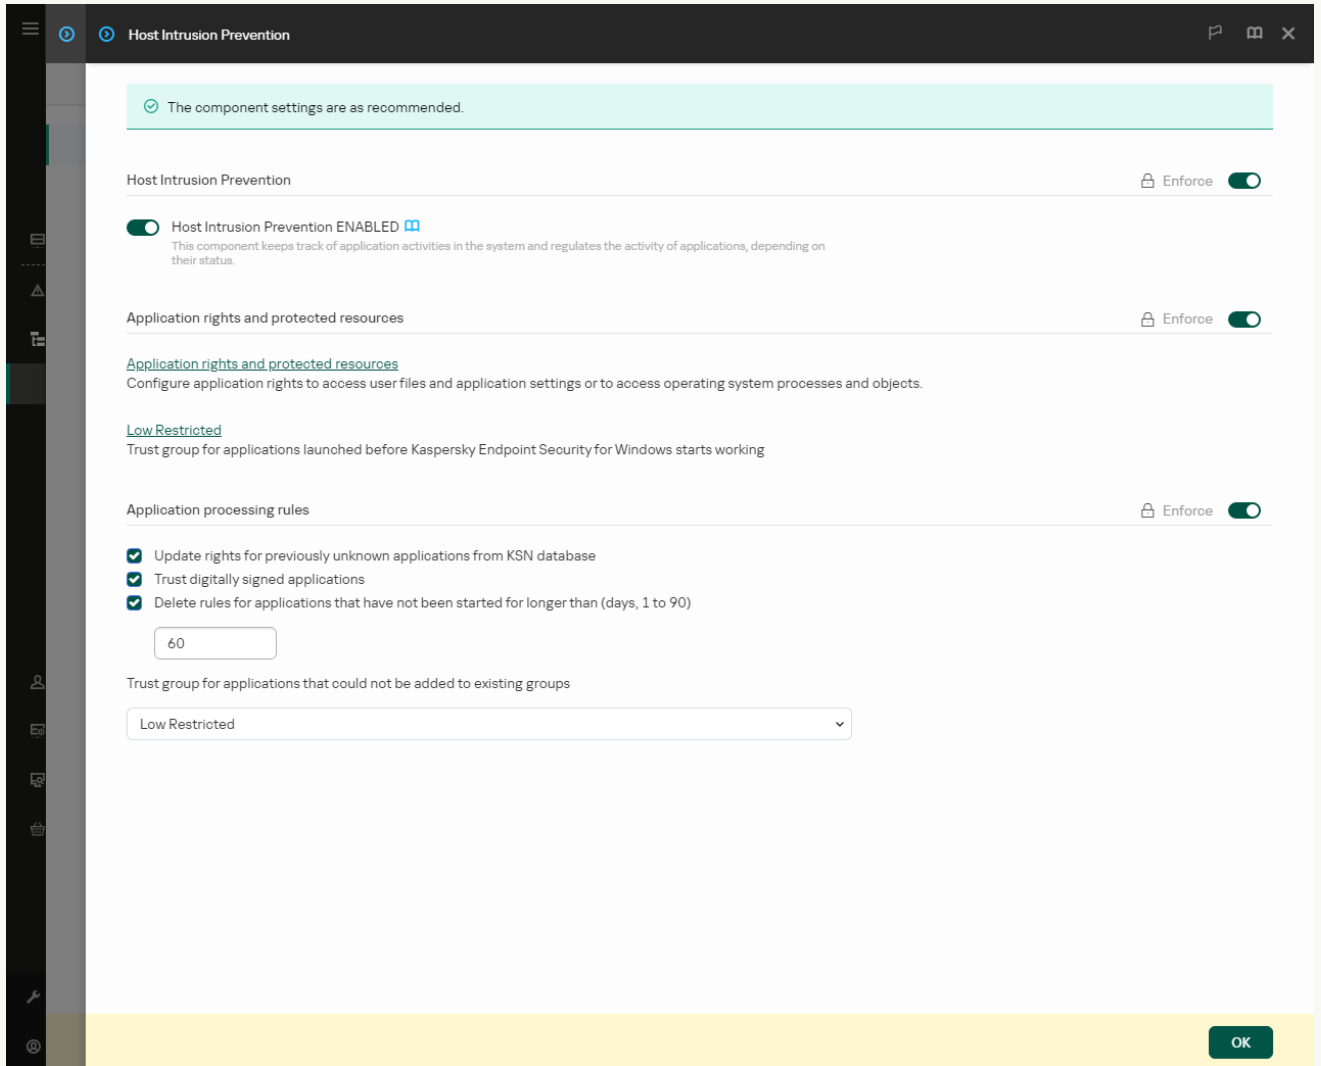 Host Intrusion Prevention
The component settings are as recommended.
Host Intrusion Prevention
Enforce
Host Intrusion Prevention ENABLED
This component keeps track of application activities in the system and regulates the activity of applications, depending on
their status.
Application rights and protected resources
Enforce
Application rights and protected resources
Configure application rights to access user files and application settings or to access operating system processes and objects.
Low Restricted
Trust group for applications launched before Kaspersky Endpoint Security for Windows starts working
Application processing rules
Enforce
Update rights for previously unknown applications from KSN database
Trust digitally signed applications
Delete rules for applications that have not been started for longer than (days, 1 to 90)
60
Trust group for applications that could not be added to existing groups
Low Restricted
OK